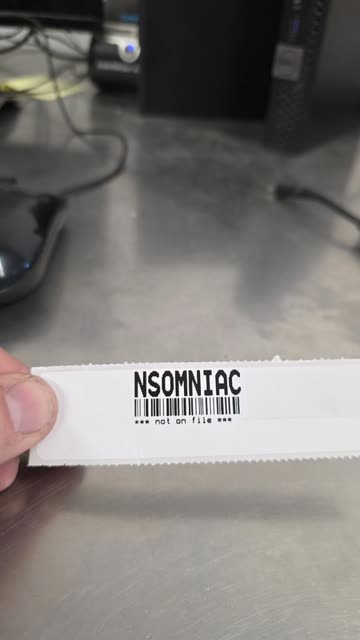 NSOMNIAC
*** not on file ***